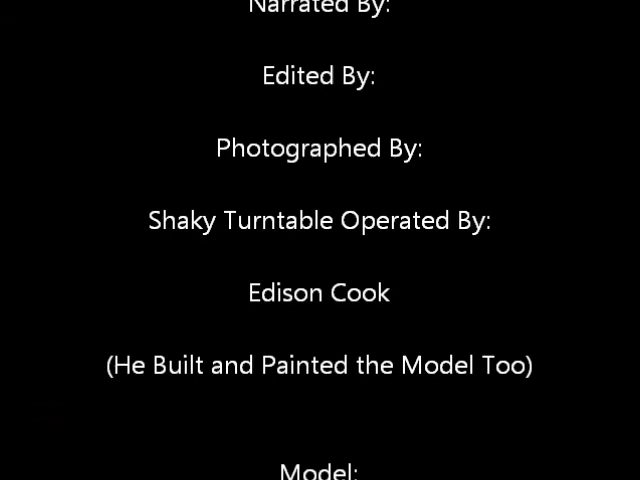 Narrated By:
Edited By:
Photographed By:
Shaky Turntable Operated By:
Edison Cook
(He Built and Painted the Model Too)
Model: